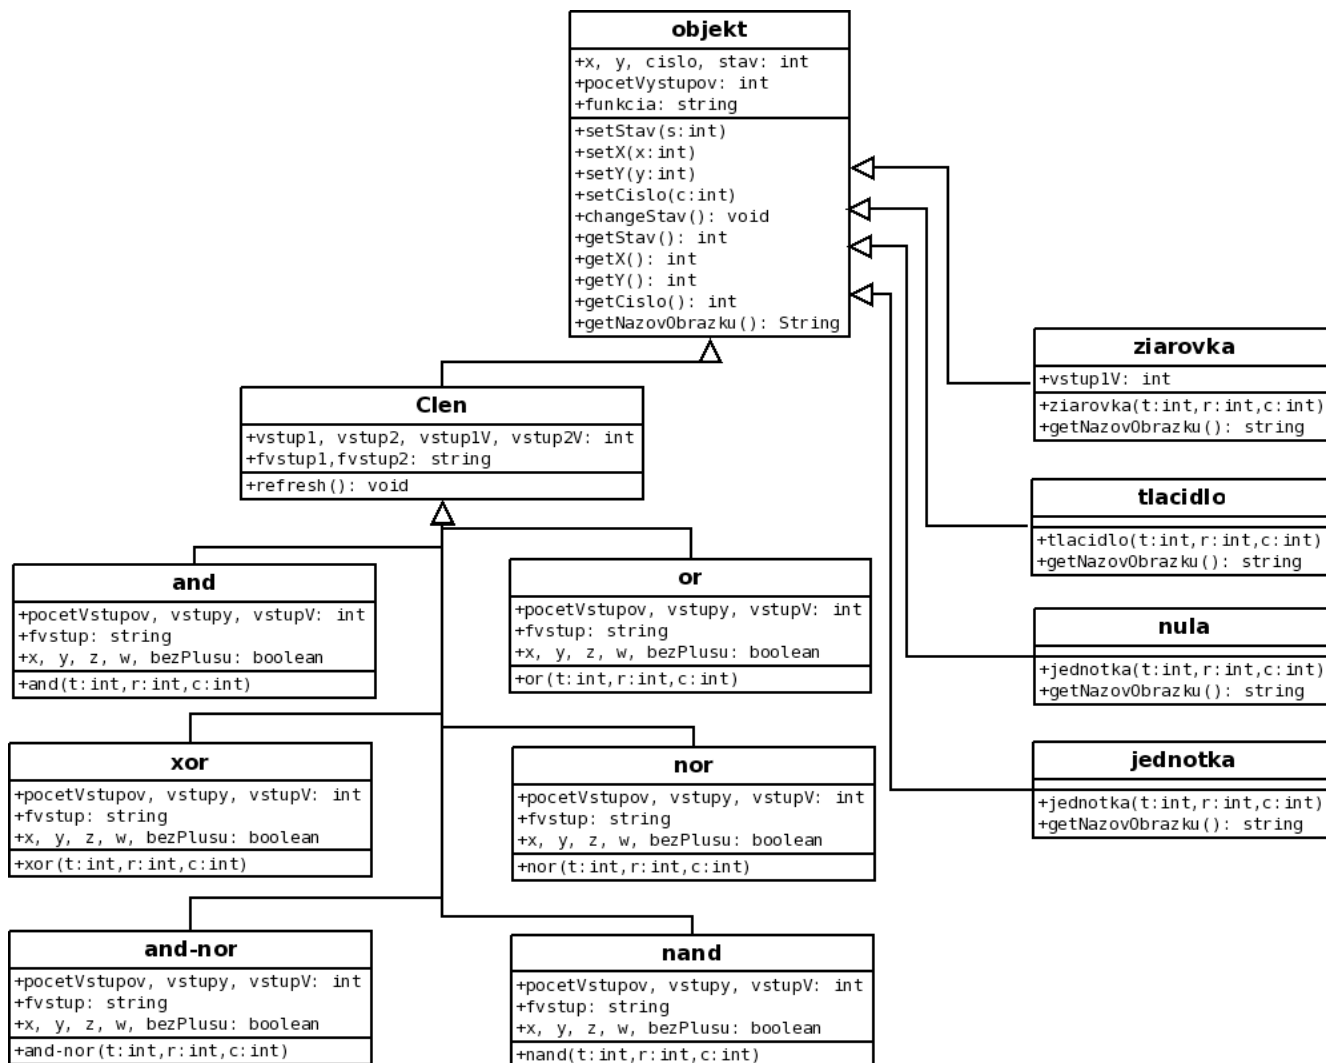 objekt
+x, y, cislo, stav: int
+pocetVystupov: int
+funkcia: string
+setStav(s:int)
+setX(x:int)
+setY(y:int)
+setCislo(c:int)
+changeStav(): void
+getStav(): int
+getX(): int
+getY(): int
+getCislo(): int
+getNazovObrazku(): String
Clen
+vstup1, vstup2, vstup1V, vstup2V: int
+fvstup1,fvstup2: string
+refresh(): void
ziarovka
+vstup1V: int
+ziarovka(t:int,r:int,c:int)
+getNazovObrazku(): string
tlacidlo
+tlacidlo(t:int,r:int,c:int)
+getNazovObrazku(): string
nula
+jednotka(t:int,r:int,c:int)
+getNazovObrazku(): string
jednotka
+jednotka(t:int,r:int,c:int)
+getNazovObrazku(): string
and
+pocetVstupov, vstupy, vstupV: int
+fvstup: string
+x, y, z, w, bezPlusu: boolean
+and(t:int,r:int,c:int)
or
+pocetVstupov, vstupy, vstupV: int
+fvstup: string
+x, y, z, w, bezPlusu: boolean
+or(t:int,r:int,c:int)
xor
+pocetVstupov, vstupy, vstupV: int
+fvstup: string
+x, y, z, w, bezPlusu: boolean
+xor(t:int,r:int,c:int)
nor
+pocetVstupov, vstupy, vstupV: int
+fvstup: string
+x, y, z, w, bezPlusu: boolean
+nor(t:int,r:int,c:int)
and-nor
+pocetVstupov, vstupy, vstupV: int
+fvstup: string
+x, y, z, w, bezPlusu: boolean
+and-nor(t:int,r:int,c:int)
nand
+pocetVstupov, vstupy, vstupV: int
+fvstup: string
+x, y, z, w, bezPlusu: boolean
+nand(t:int,r:int,c:int)